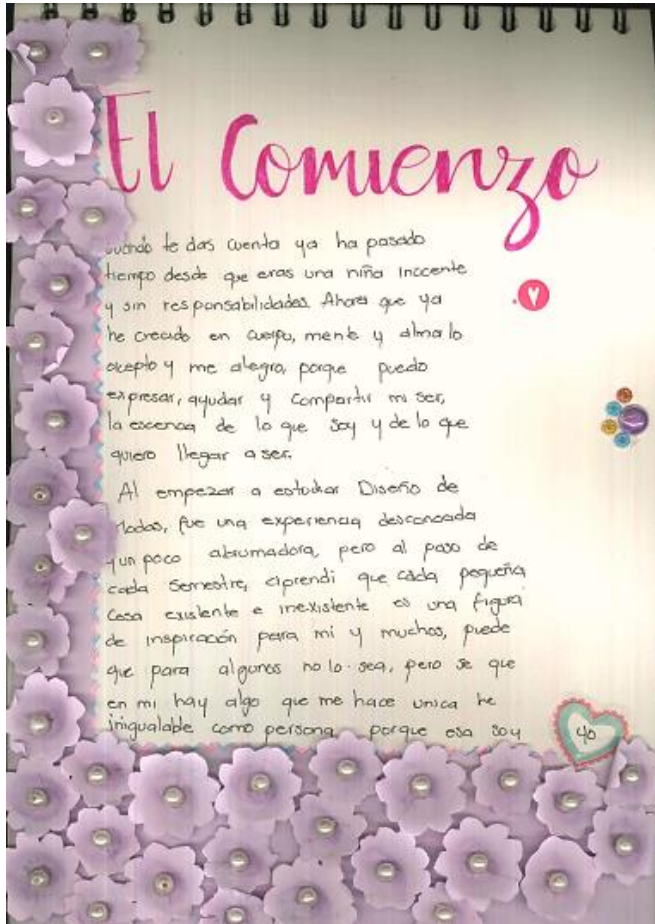 El Comienzo
Cuando te das cuenta ya ha pasado
tiempo desde que eras una niña inocente
y sin responsabilidades. Ahora que ya
he crecido en cuerpo, mente y alma lo
acepto y me alegro, porque puedo
expresar, ayudar y compartir mi ser,
la escencia de lo que soy y de lo que
quiero llegar a ser.
Al empezar a estudiar Diseño de
Modas, fue una experiencia desconocida
y un poco abrumadora, pero al paso de
cada semestre, aprendi que cada pequeña
cosa existente e inexistente es una figura
de inspiración para mi y muchos, puede
que para algunos no lo sea, pero se que
en mi hay algo que me hace unica he
inigualable como persona porque esa soy
yo